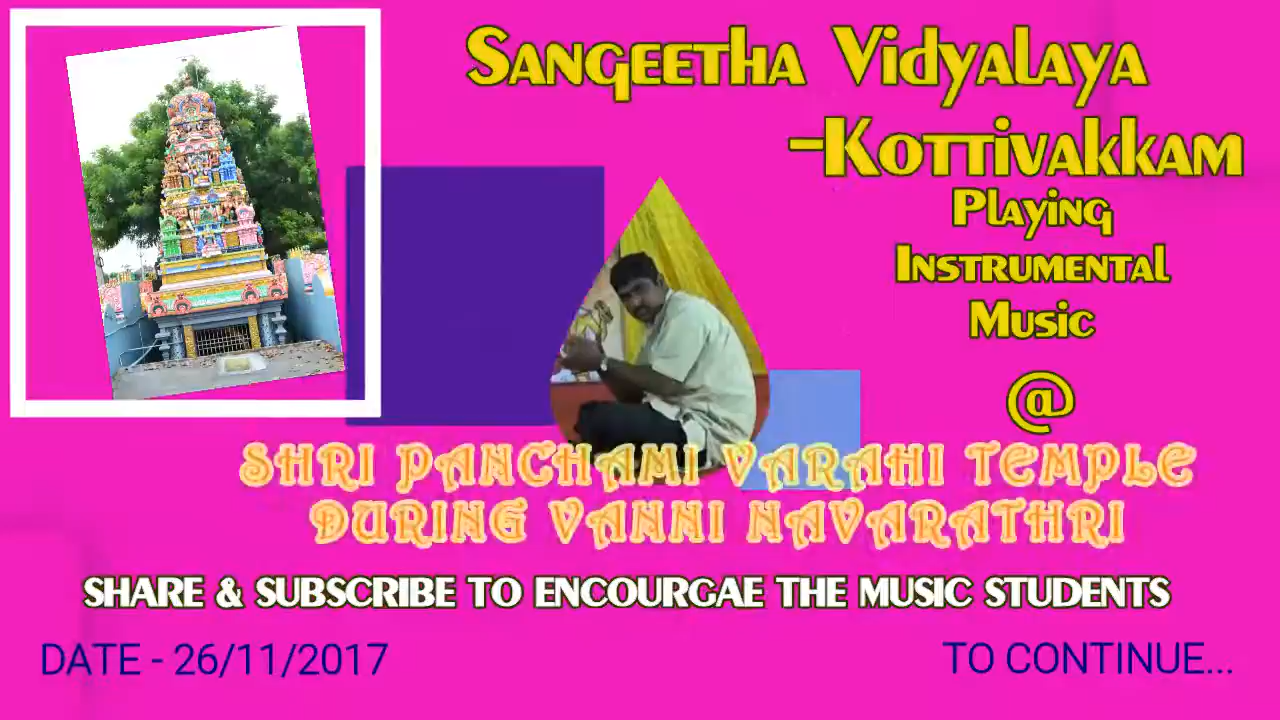 Sangeetha Vidyalaya
-Kottivakkam
Playing
Instrumental
Music
@
SHRI PANCHAMI VARAHI TEMPLE
DURING VANNI NAVARATHRI
SHARE & SUBSCRIBE TO ENCOURGAE THE MUSIC STUDENTS
DATE - 26/11/2017
TO CONTINUE...